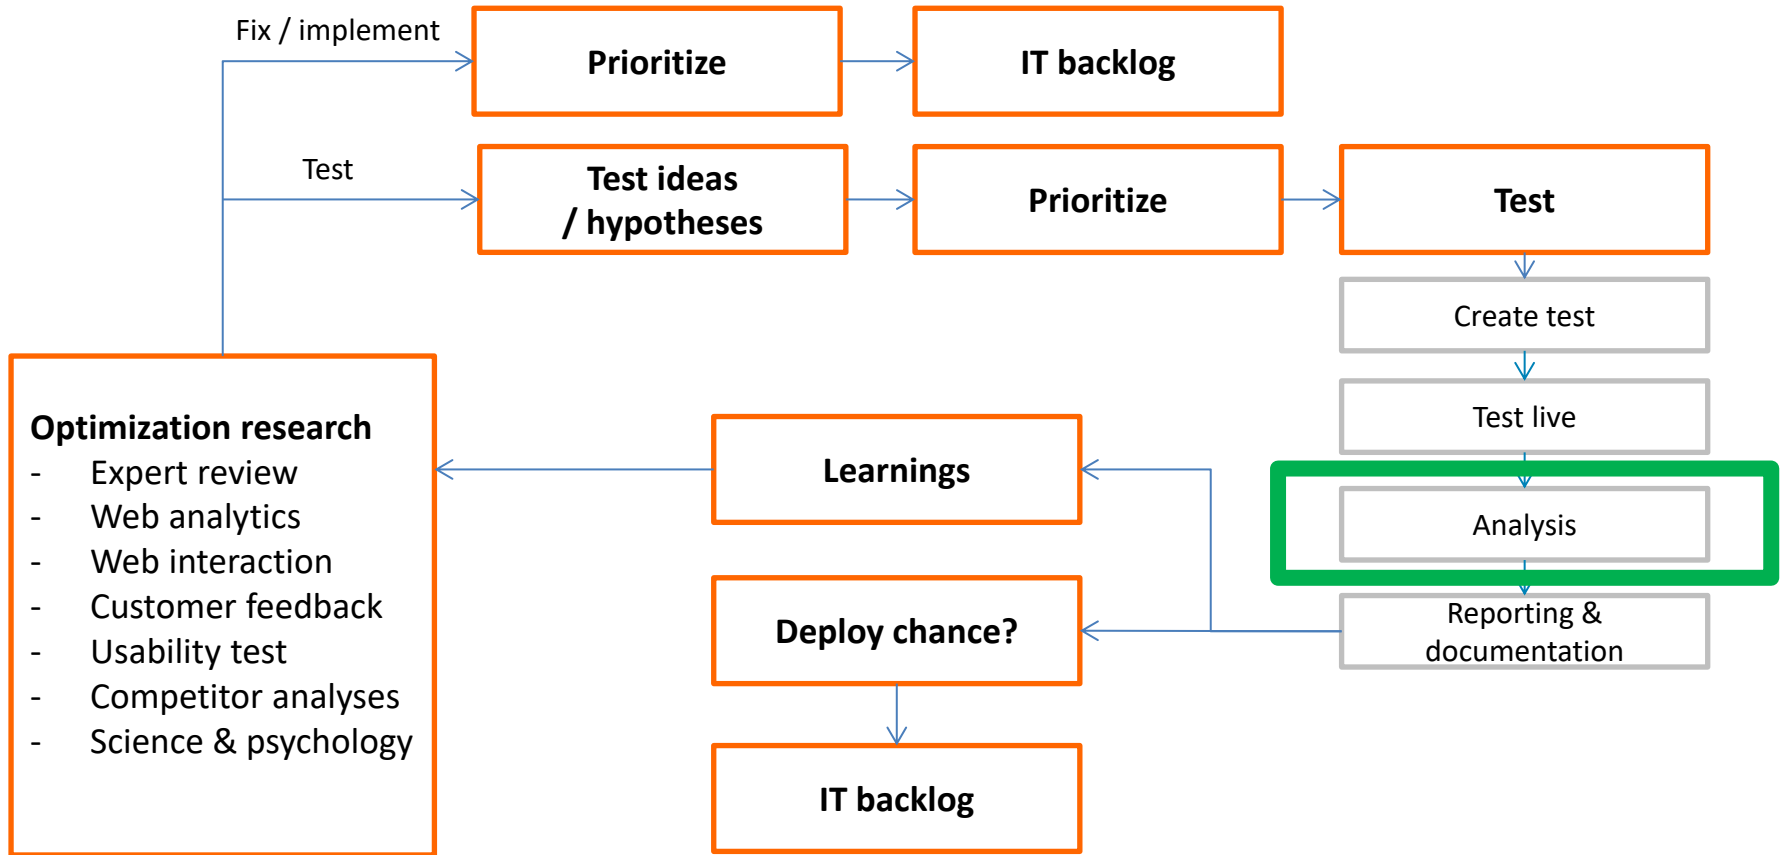 Fix / implement
Prioritize
IT backlog
Test
Test ideas
/ hypotheses
Prioritize
Test
Create test
Test live
Analysis
Reporting &
documentation
Learnings
Deploy chance?
IT backlog
Optimization research
- Expert review
- Web analytics
- Web interaction
- Customer feedback
- Usability test
- Competitor analyses
- Science & psychology